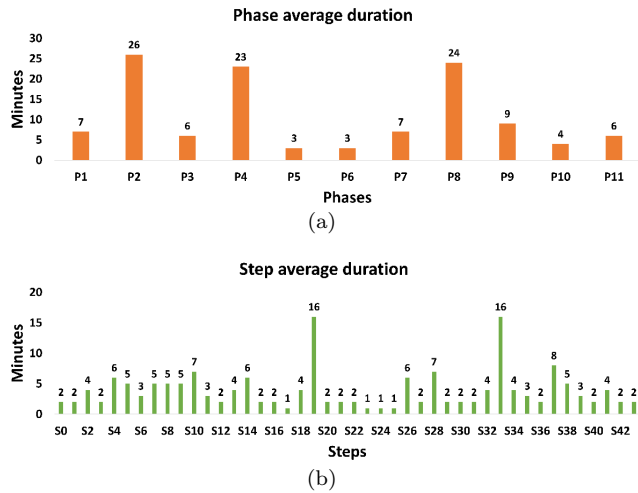 Phase average duration
Minutes
30
25
20
15
10
5
0
7 26 6 23 3 3 7 24 9 4 6
P1 P2 P3 P4 P5 P6 P7 P8 P9 P10 P11
Phases
(a)
Step average duration
Minutes
20
15
10
5
0
2 2 4 2 6 5 3 5 5 5 7 3 2 4 6 2 2 1 4 16 2 2 2 1 1 1 6 2 7 2 2 2 4 16 4 3 2 8 5 3 2 4 2 2
S0 S2 S4 S6 S8 S10 S12 S14 S16 S18 S20 S22 S24 S26 S28 S30 S32 S34 S36 S38 S40 S42
Steps
(b)